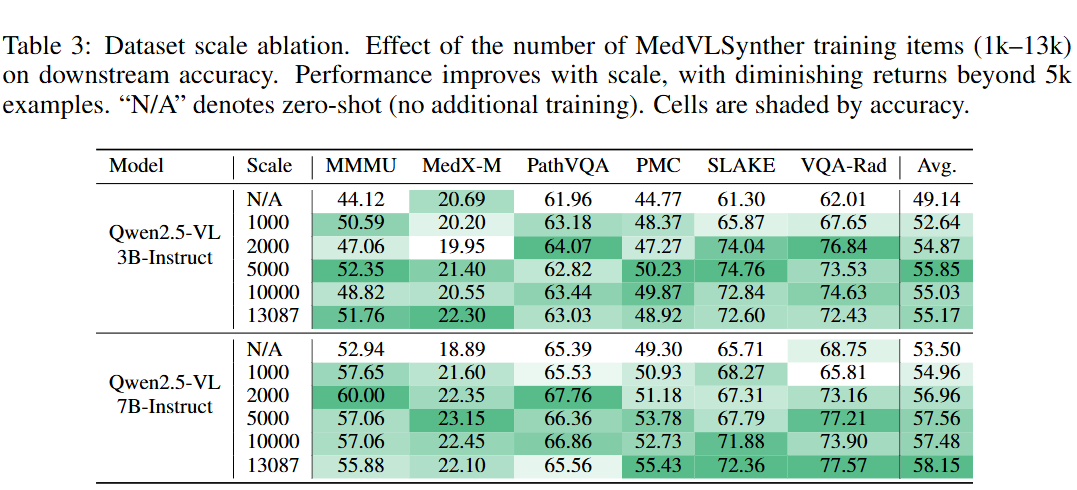 Table 3: Dataset scale ablation. Effect of the number of MedVLSynther training items (1k–13k)
on downstream accuracy. Performance improves with scale, with diminishing returns beyond 5k
examples. “N/A” denotes zero-shot (no additional training). Cells are shaded by accuracy.
Model Scale MMMU MedX-M PathVQA PMC SLAKE VQA-Rad Avg.
Qwen2.5-VL
3B-Instruct
N/A 44.12 20.69 61.96 44.77 61.30 62.01 49.14
1000 50.59 20.20 63.18 48.37 65.87 67.65 52.64
2000 47.06 19.95 64.07 47.27 74.04 76.84 54.87
5000 52.35 21.40 62.82 50.23 74.76 73.53 55.85
10000 48.82 20.55 63.44 49.87 72.84 74.63 55.03
13087 51.76 22.30 63.03 48.92 72.60 72.43 55.17
Qwen2.5-VL
7B-Instruct
N/A 52.94 18.89 65.39 49.30 65.71 68.75 53.50
1000 57.65 21.60 65.53 50.93 68.27 65.81 54.96
2000 60.00 22.35 67.76 51.18 67.31 73.16 56.96
5000 57.06 23.15 66.36 53.78 67.79 77.21 57.56
10000 57.06 22.45 66.86 52.73 71.88 73.90 57.48
13087 55.88 22.10 65.56 55.43 72.36 77.57 58.15